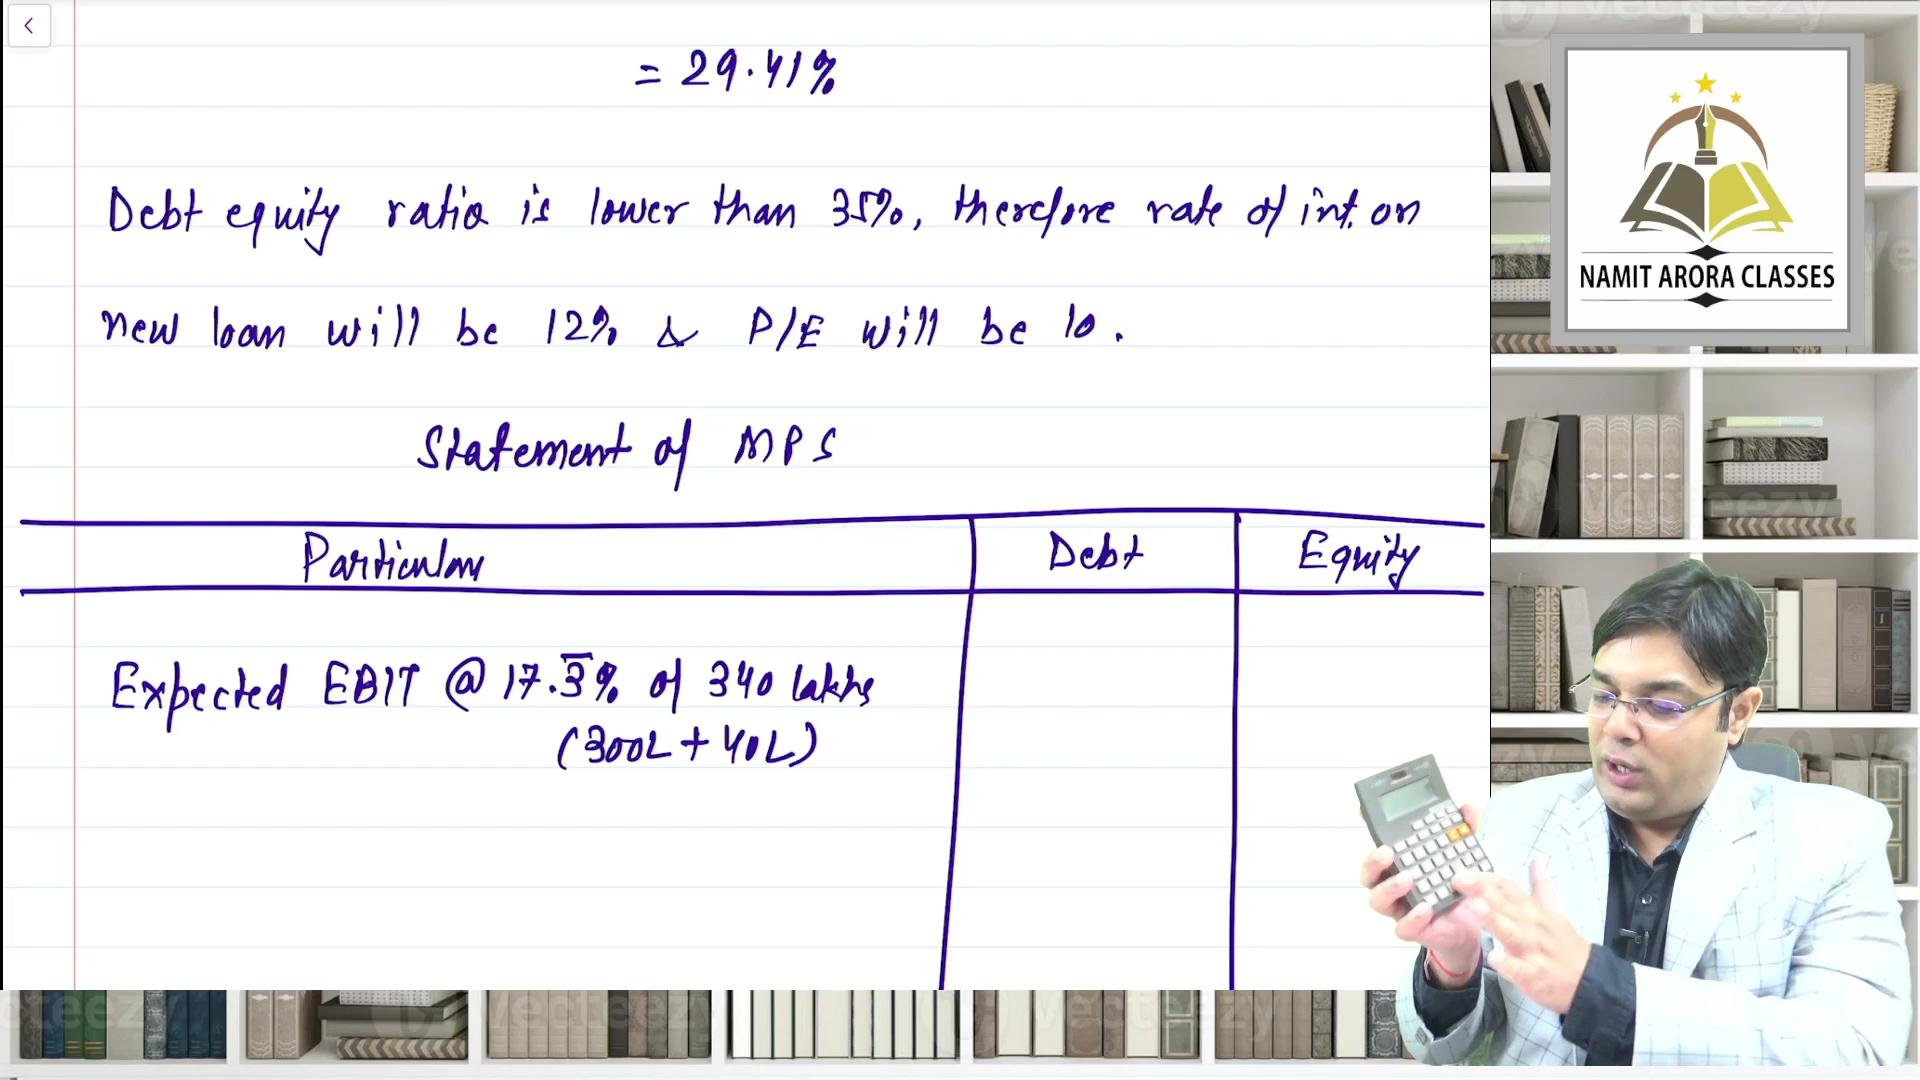 = 29.41%
NAMIT ARORA CLASSES
Debt equity ratio is lower than 35%, therefore rate of int. on
new loan will be 12% & P/E will be 10.
Statement of MPS
Particulars
Debt
Equity
Expected EBIT @ 17.3̅% of 340 lakhs
(300L + 40L)